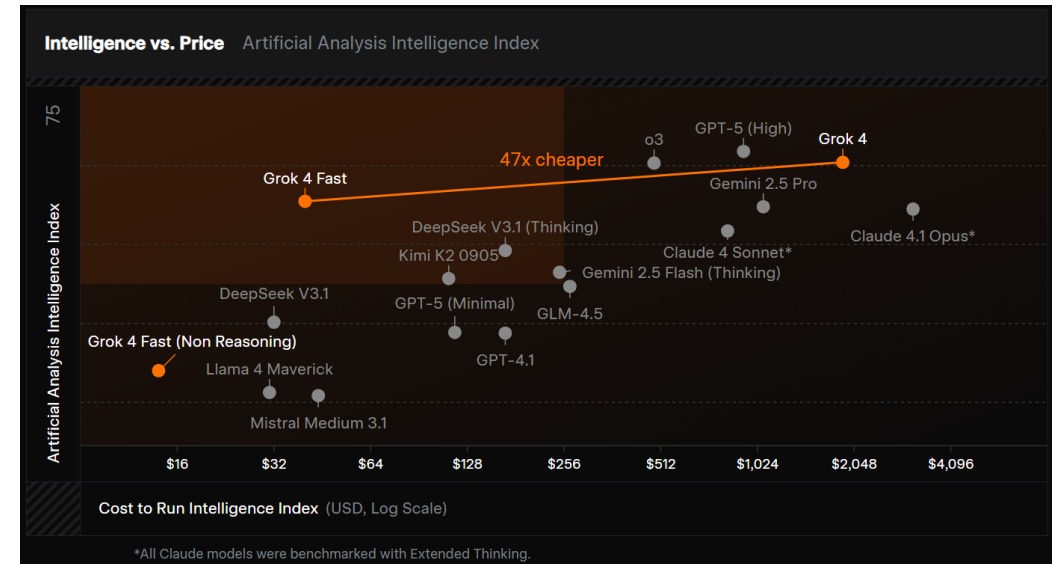 Intelligence vs. Price Artificial Analysis Intelligence Index
75
Artificial Analysis Intelligence Index
GPT-5 (High)
o3
Grok 4
47x cheaper
Grok 4 Fast
Gemini 2.5 Pro
DeepSeek V3.1 (Thinking)
Claude 4.1 Opus*
Claude 4 Sonnet*
Kimi K2 0905
Gemini 2.5 Flash (Thinking)
DeepSeek V3.1
GPT-5 (Minimal)
GLM-4.5
Grok 4 Fast (Non Reasoning)
GPT-4.1
Llama 4 Maverick
Mistral Medium 3.1
$16 $32 $64 $128 $256 $512 $1,024 $2,048 $4,096
Cost to Run Intelligence Index (USD, Log Scale)
*All Claude models were benchmarked with Extended Thinking.